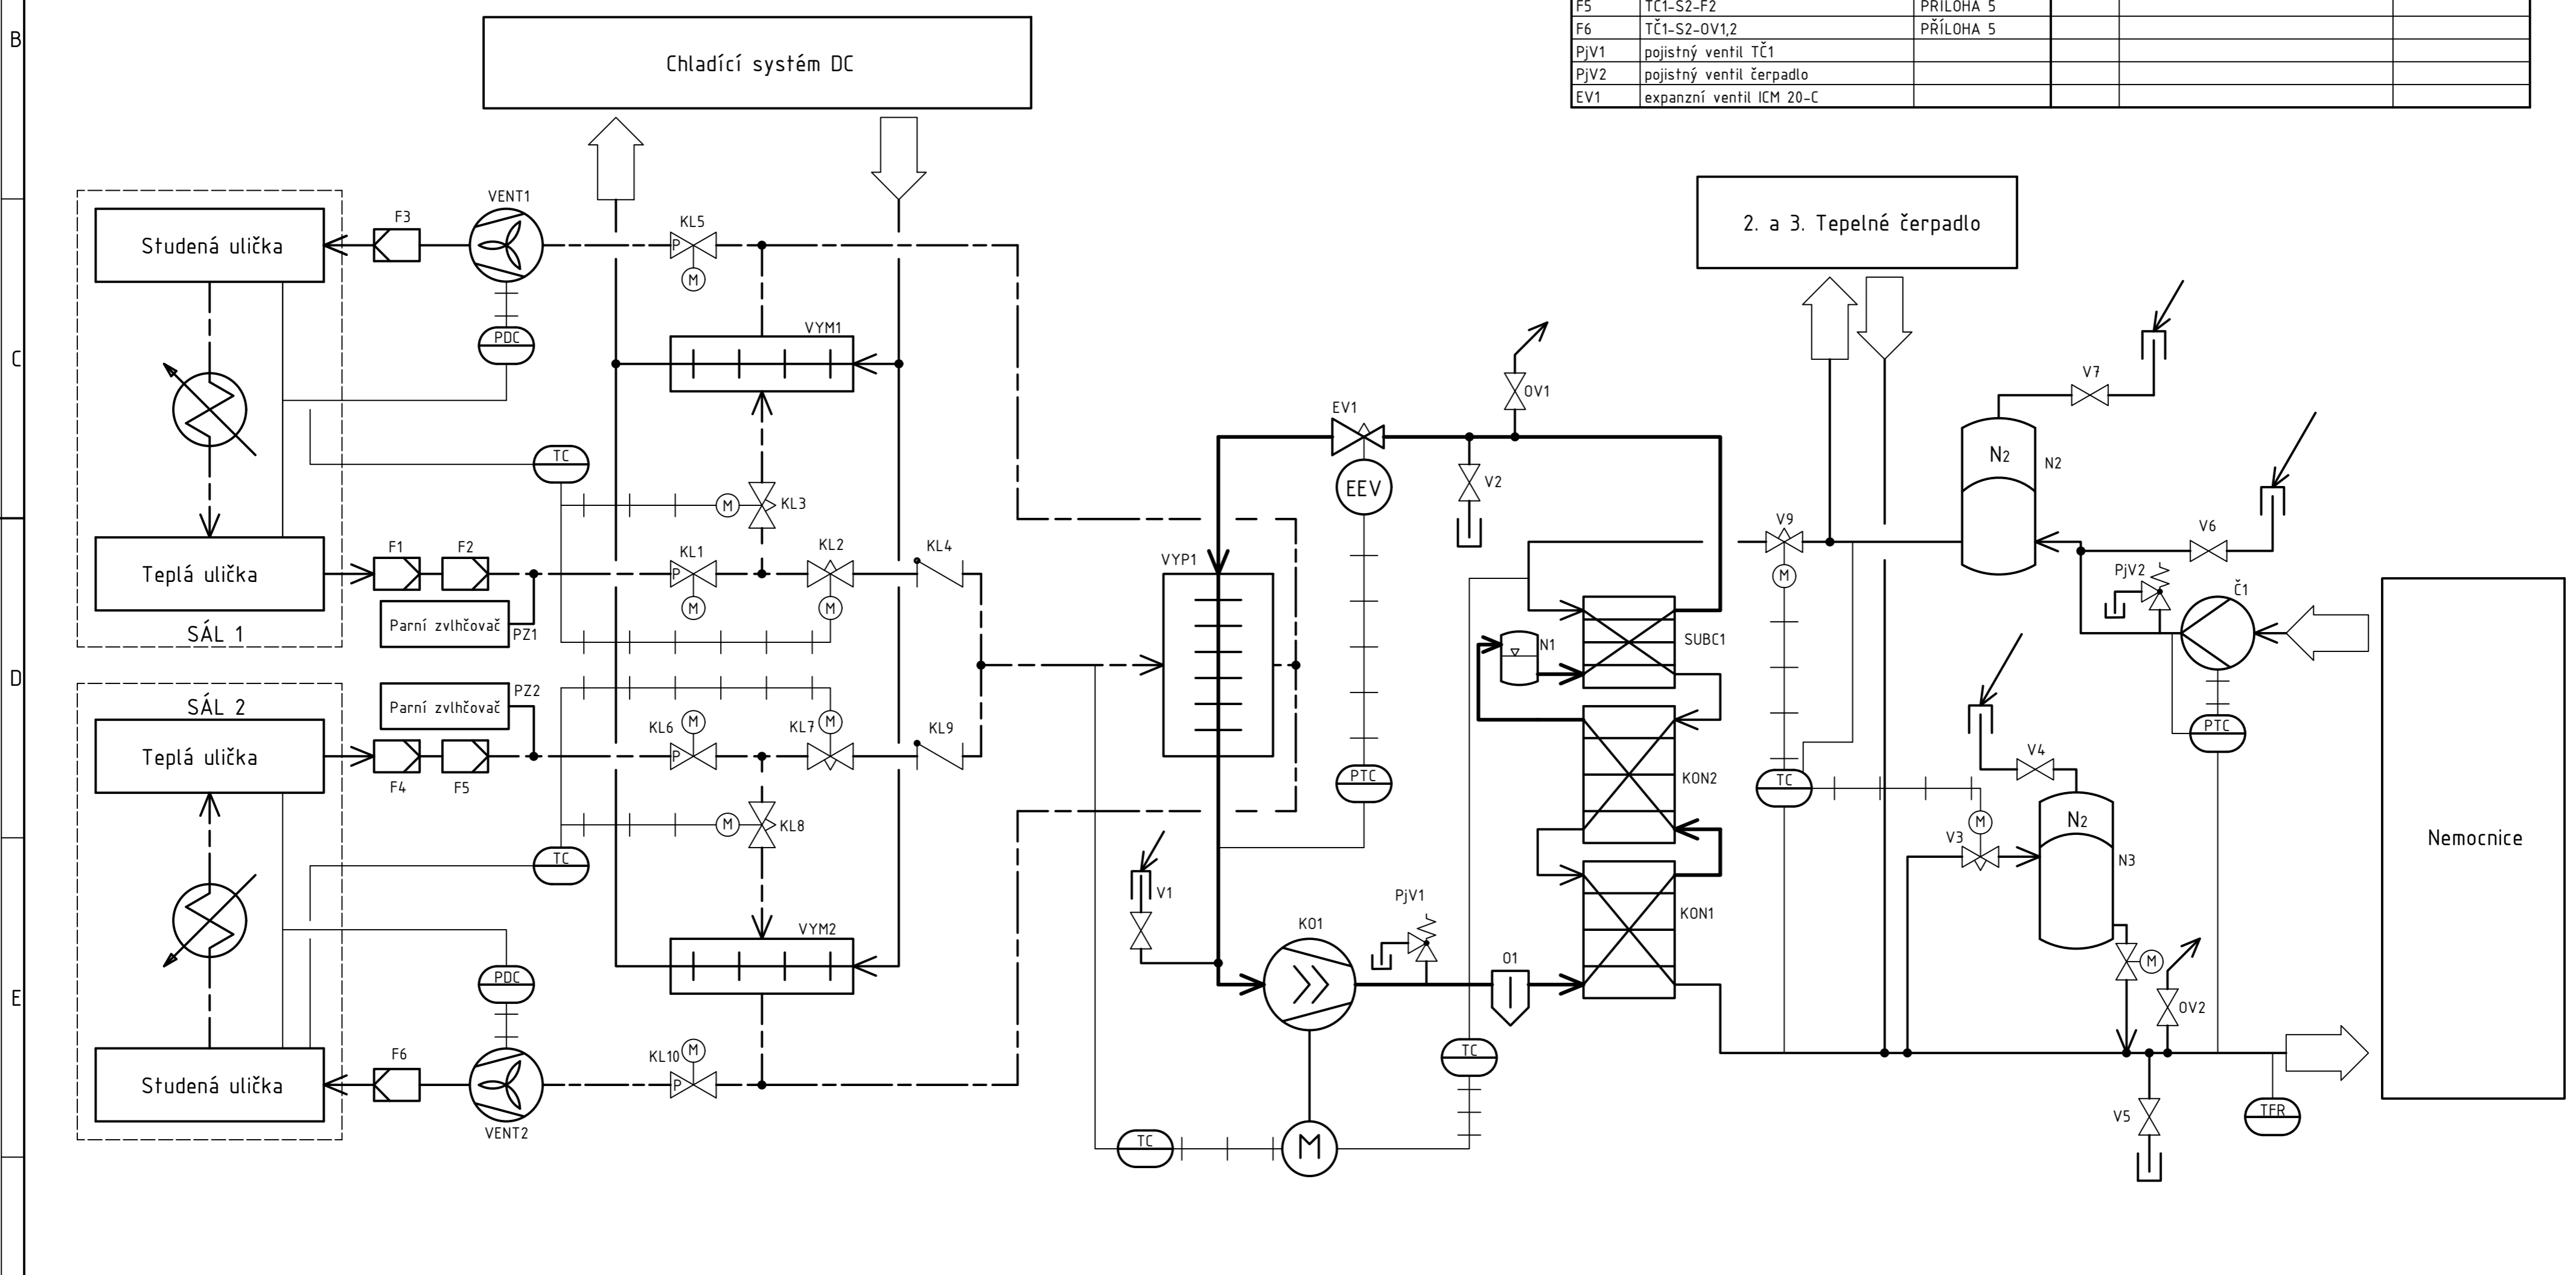 B
C
D
E
F5 TČ1-S2-F2 PŘÍLOHA 5
F6 TČ1-S2-OV1,2 PŘÍLOHA 5
PjV1 pojistný ventil TČ1
PjV2 pojistný ventil čerpadlo
EV1 expanzní ventil ICM 20-C
Chladící systém DC
2. a 3. Tepelné čerpadlo
VENT1
F3
Studená ulička
KL5
P
M
PDC
VYM1
TC
M
KL3
Teplá ulička
F1
F2
KL1
P
M
KL2
M
KL4
Parní zvlhčovač
PZ1
SÁL 1
SÁL 2
Parní zvlhčovač
PZ2
Teplá ulička
F4
F5
KL6
P
M
KL7
M
KL9
M
KL8
TC
VYM2
PDC
Studená ulička
F6
VENT2
KL10
P
M
VYP1
EV1
EEV
PTC
OV1
V2
V1
KO1
M
TC
TC
PjV1
O1
N1
SUBC1
KON2
KON1
V9
M
TC
N2
N2
V7
V6
PjV2
Č1
PTC
V4
N2
N3
V3
M
M
OV2
V5
TFR
Nemocnice